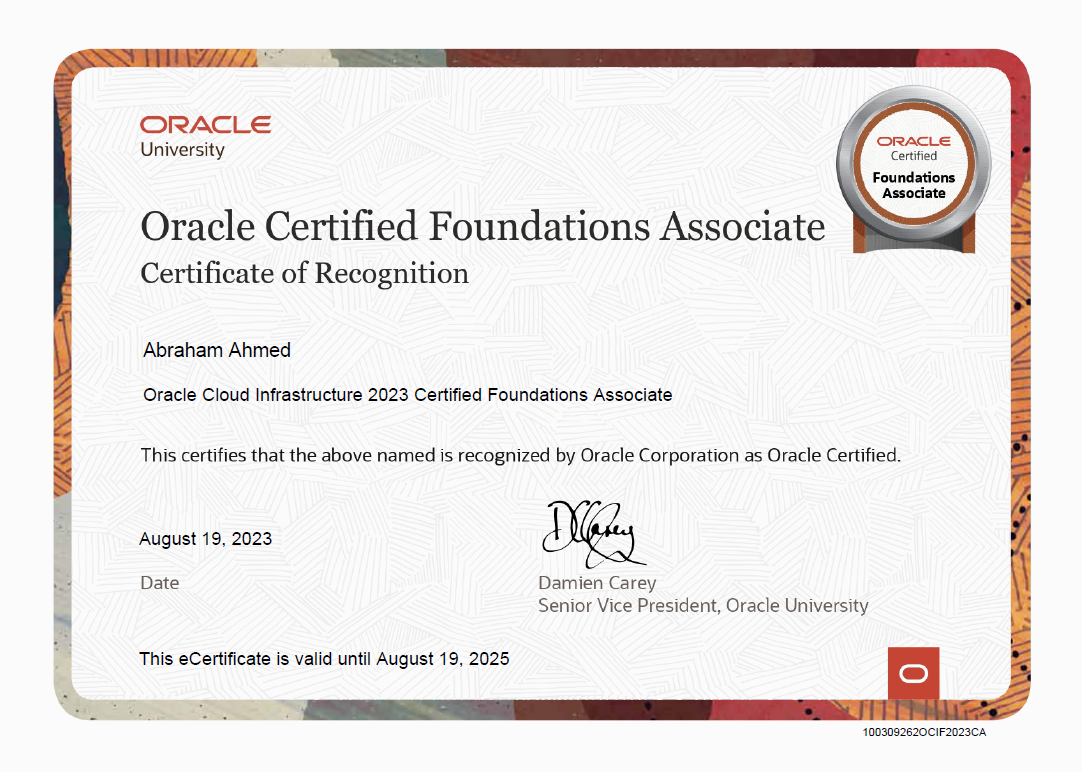 ORACLE
University
ORACLE
Certified
Foundations
Associate
Oracle Certified Foundations Associate
Certificate of Recognition
Abraham Ahmed
Oracle Cloud Infrastructure 2023 Certified Foundations Associate
This certifies that the above named is recognized by Oracle Corporation as Oracle Certified.
DCarey
August 19, 2023
Date
Damien Carey
Senior Vice President, Oracle University
This eCertificate is valid until August 19, 2025
100309262OCIF2023CA